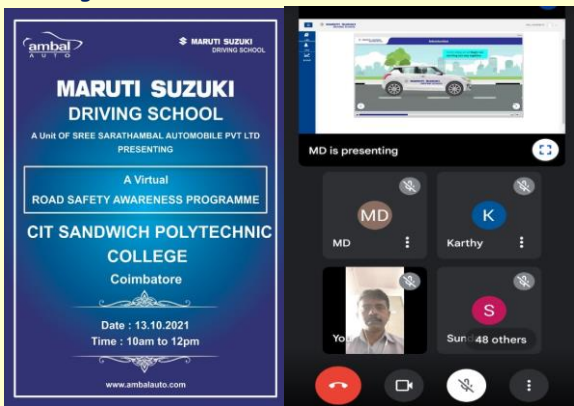 ambal
AUTO
MARUTI SUZUKI
DRIVING SCHOOL
MARUTI SUZUKI
DRIVING SCHOOL
A Unit OF SREE SARATHAMBAL AUTOMOBILE PVT LTD
PRESENTING
A Virtual
ROAD SAFETY AWARENESS PROGRAMME
CIT SANDWICH POLYTECHNIC
COLLEGE
Coimbatore
Date : 13.10.2021
Time : 10am to 12pm
www.ambalauto.com
MD is presenting
MD
K
MD
Karthy
S
You
48 others